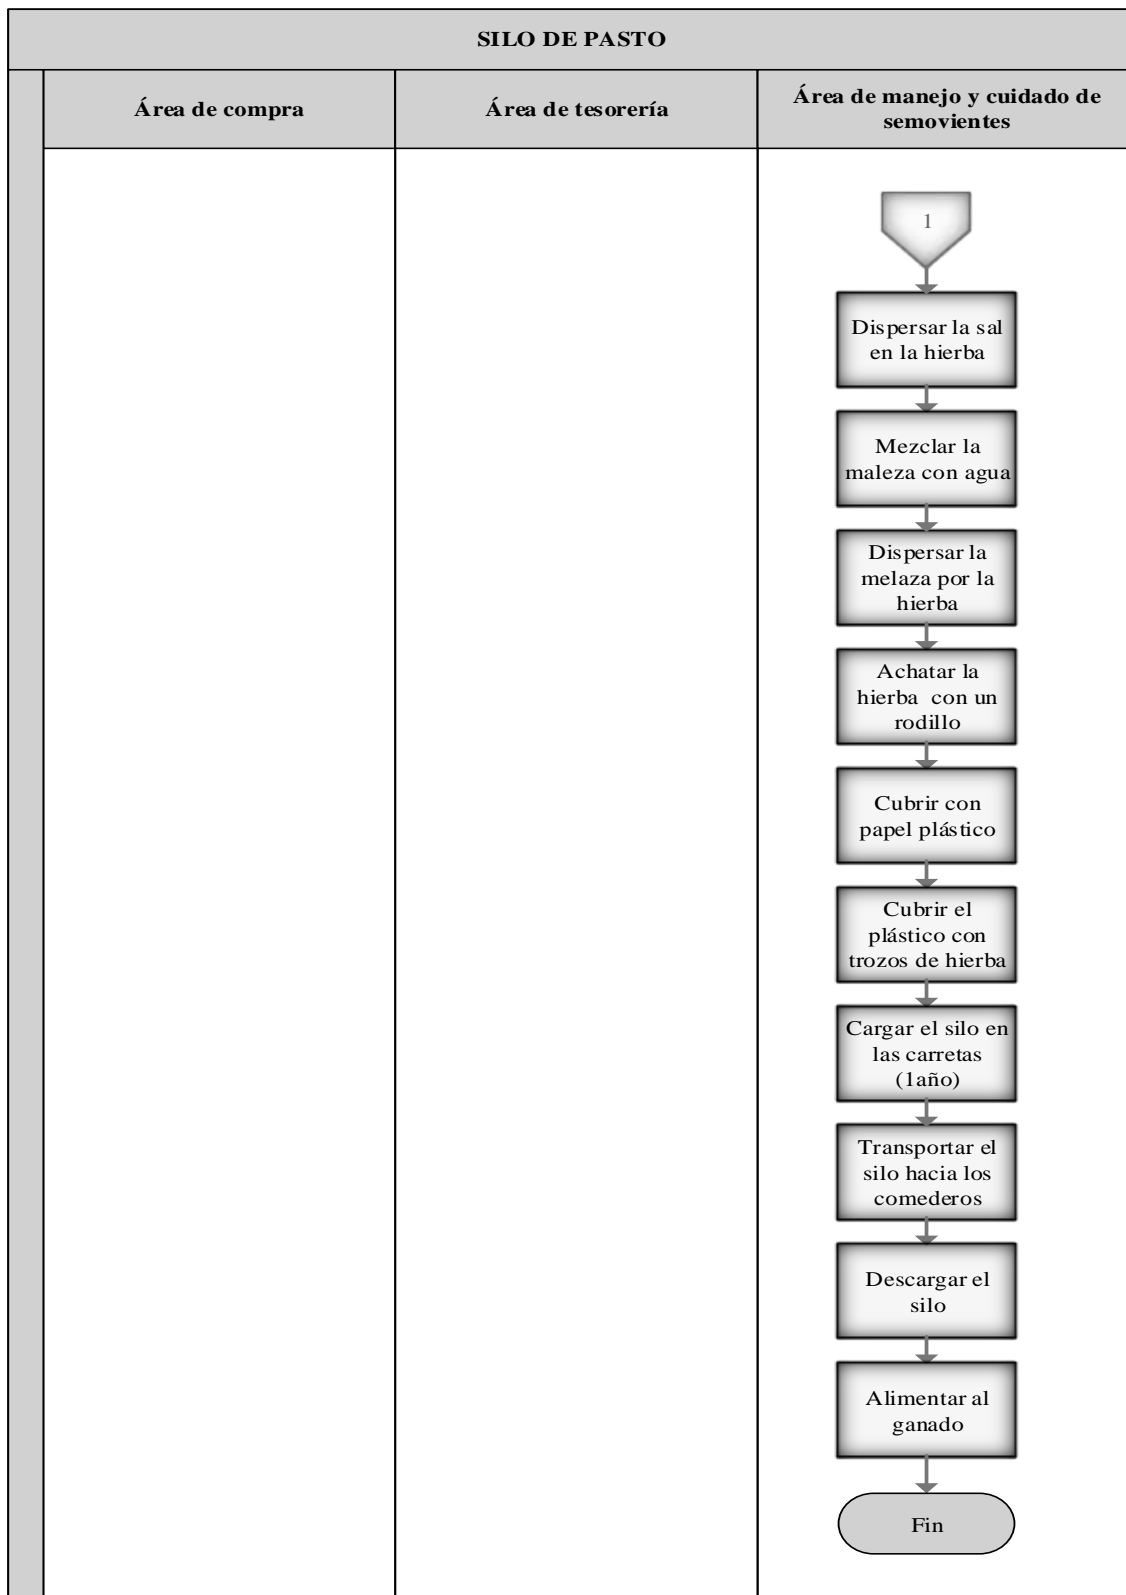 SILO DE PASTO
Área de compra
Área de tesorería
Área de manejo y cuidado de
semovientes
1
Dispersar la sal
en la hierba
Mezclar la
maleza con agua
Dispersar la
melaza por la
hierba
Achatar la
hierba con un
rodillo
Cubrir con
papel plástico
Cubrir el
plástico con
trozos de hierba
Cargar el silo en
las carretas
(1año)
Transportar el
silo hacia los
comederos
Descargar el
silo
Alimentar al
ganado
Fin